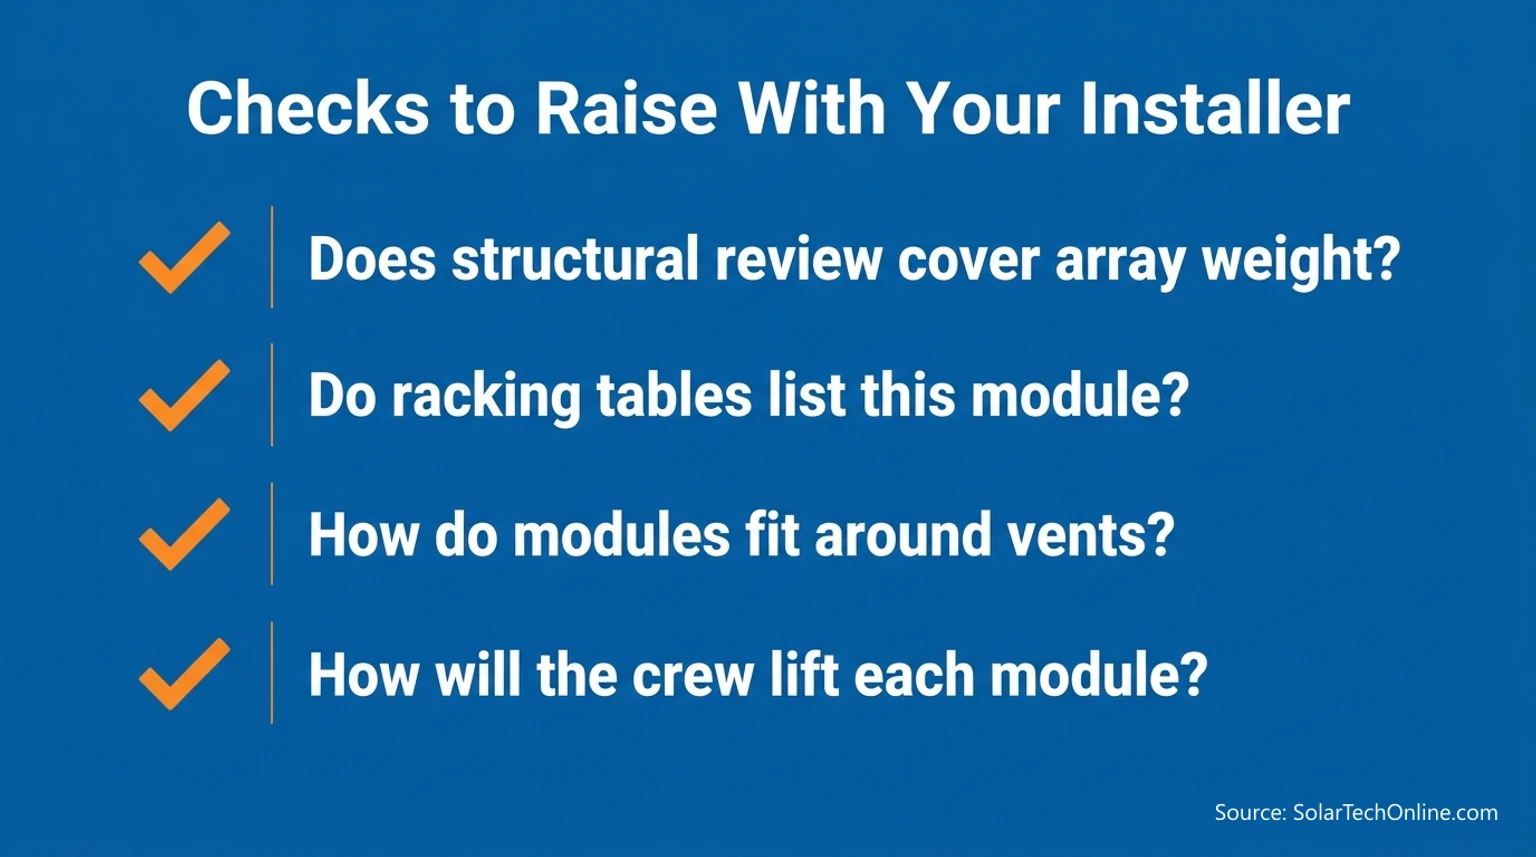 Checks to Raise With Your Installer
Does structural review cover array weight?
Do racking tables list this module?
How do modules fit around vents?
How will the crew lift each module?
Source: SolarTechOnline.com